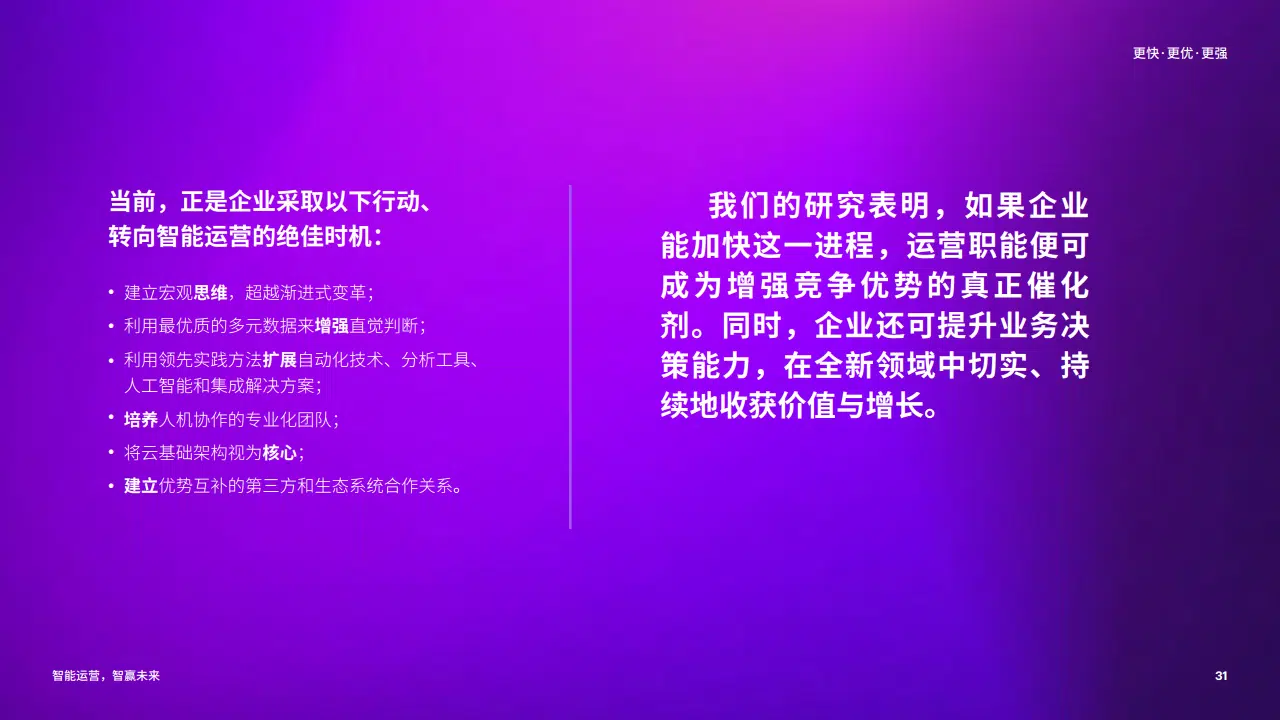 更快·更优·更强
当前，正是企业采取以下行动、
转向智能运营的绝佳时机：
• 建立宏观思维，超越渐进式变革；
• 利用最优质的多元数据来增强直觉判断；
• 利用领先实践方法扩展自动化技术、分析工具、
人工智能和集成解决方案；
• 培养人机协作的专业化团队；
• 将云基础架构视为核心；
• 建立优势互补的第三方和生态系统合作关系。
我们的研究表明，如果企业
能加快这一进程，运营职能便可
成为增强竞争优势的真正催化
剂。同时，企业还可提升业务决
策能力，在全新领域中切实、持
续地收获价值与增长。
智能运营，智赢未来
31